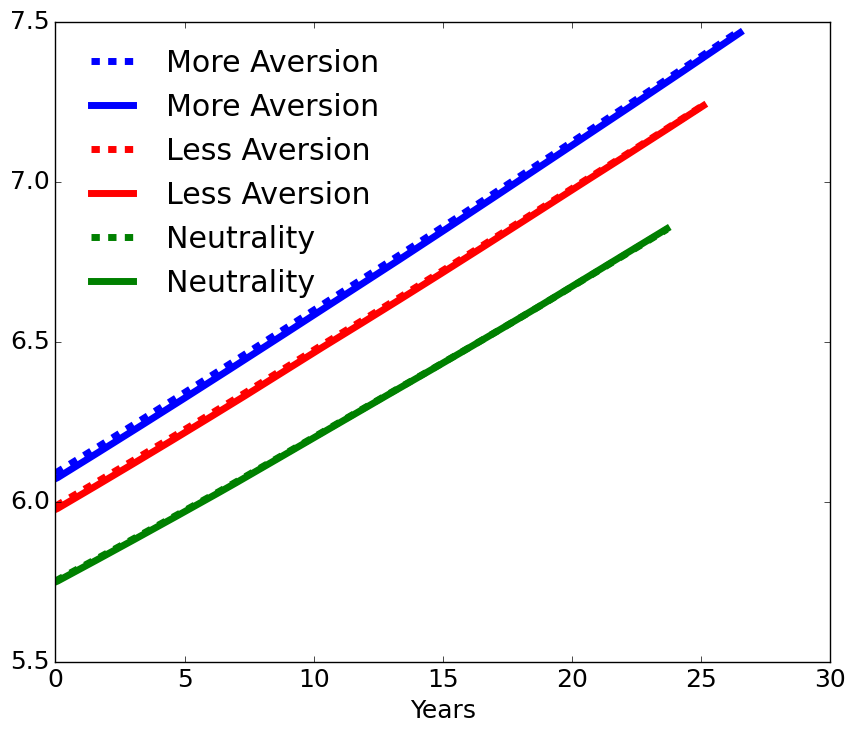 7.5
7.0
6.5
6.0
5.5
More Aversion
More Aversion
Less Aversion
Less Aversion
Neutrality
Neutrality
0 5 10 15 20 25 30
Years